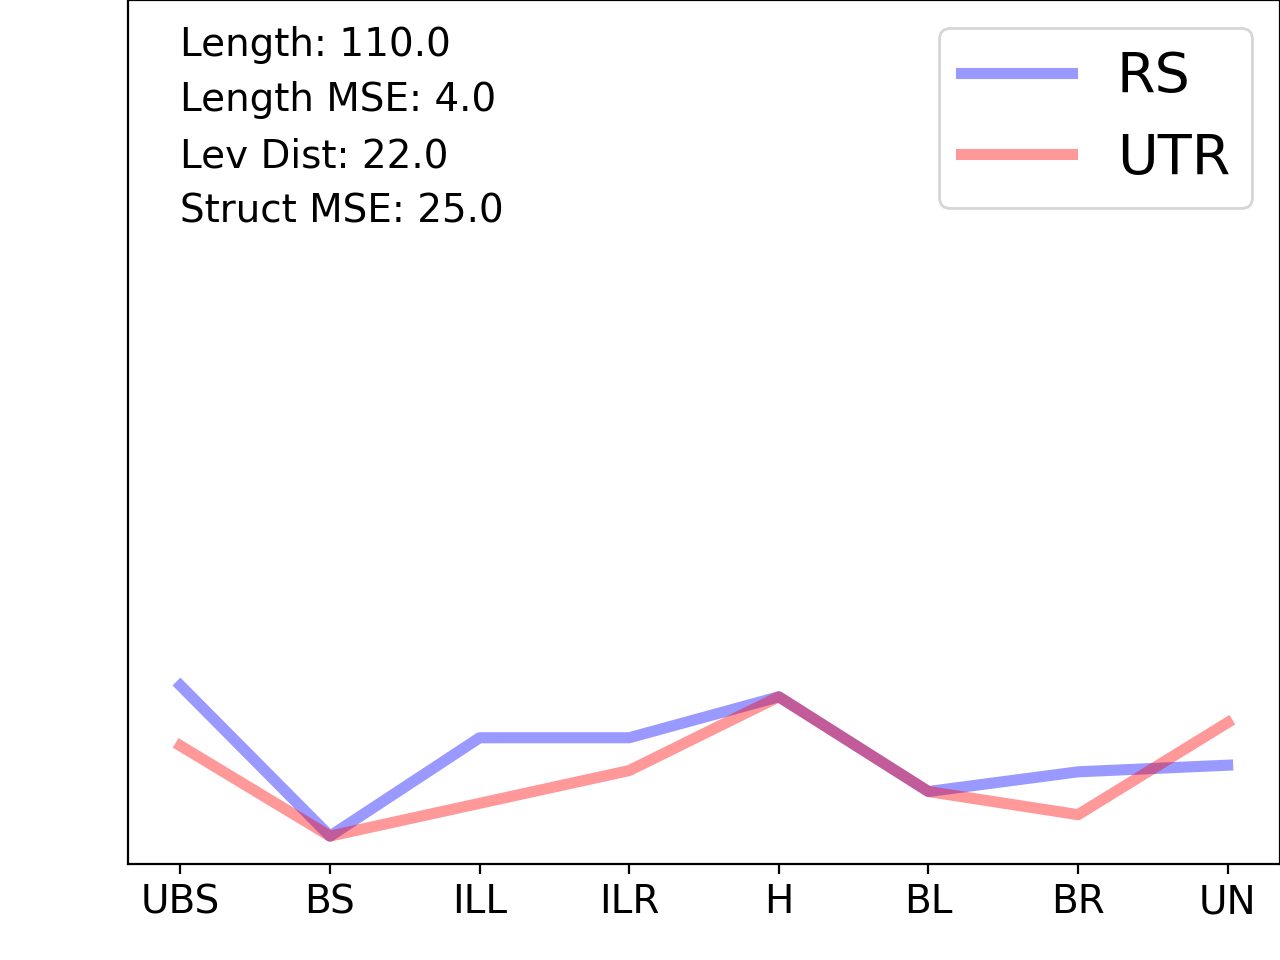 Length: 110.0
Length MSE: 4.0
Lev Dist: 22.0
Struct MSE: 25.0
RS
UTR
UBS BS ILL ILR H BL BR UN